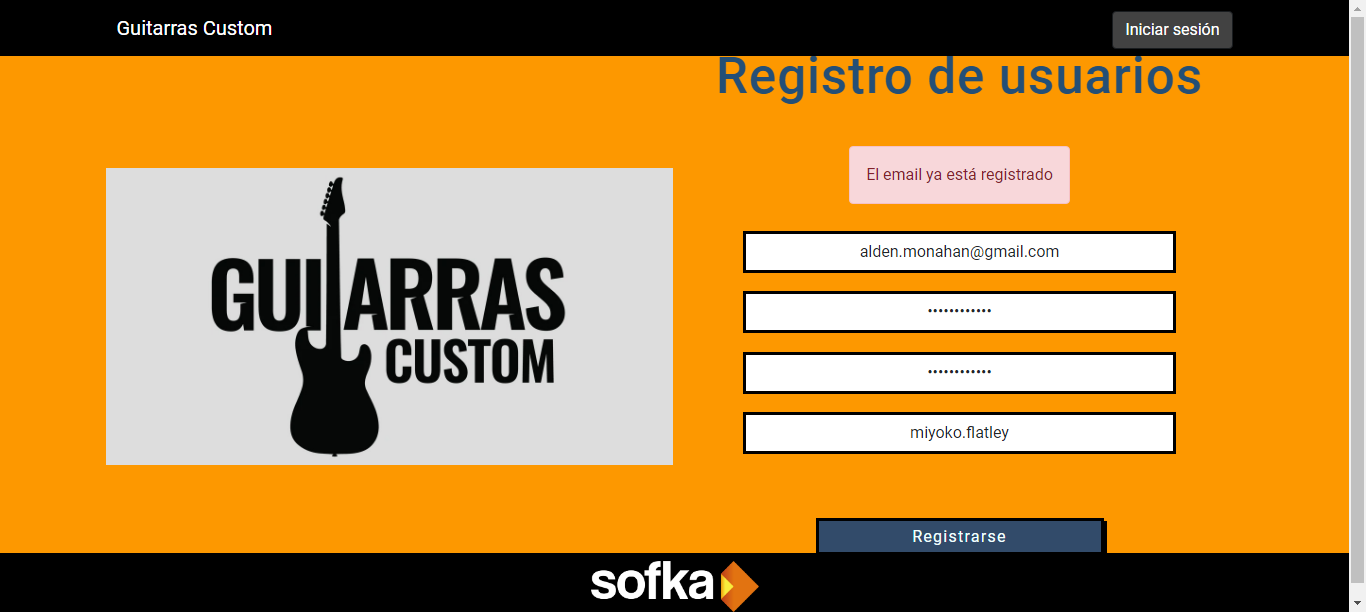 Guitarras Custom
Iniciar sesión
Registro de usuarios
GUITARRAS
CUSTOM
El email ya está registrado
alden.monahan@gmail.com
••••••••••••
••••••••••••
miyoko.flatley
Registrarse
sofka